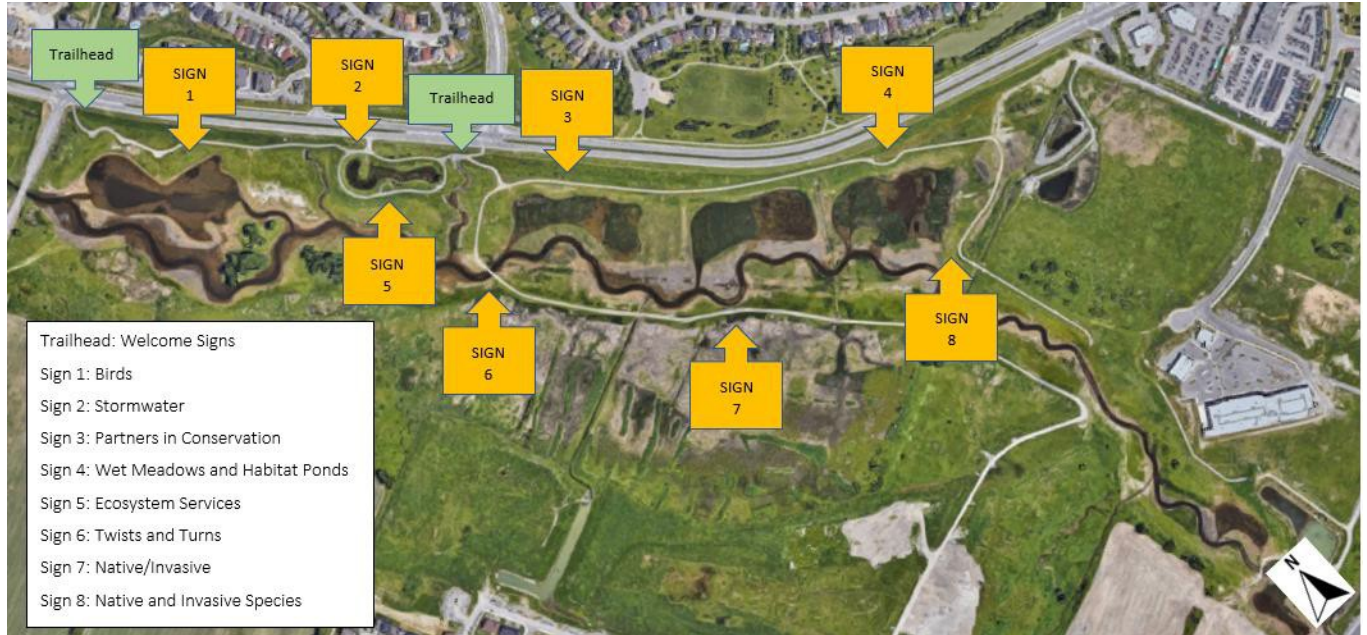 Trailhead
SIGN
1
SIGN
2
Trailhead
SIGN
3
SIGN
4
SIGN
5
SIGN
6
SIGN
7
SIGN
8
Trailhead: Welcome Signs
Sign 1: Birds
Sign 2: Stormwater
Sign 3: Partners in Conservation
Sign 4: Wet Meadows and Habitat Ponds
Sign 5: Ecosystem Services
Sign 6: Twists and Turns
Sign 7: Native/Invasive
Sign 8: Native and Invasive Species
N